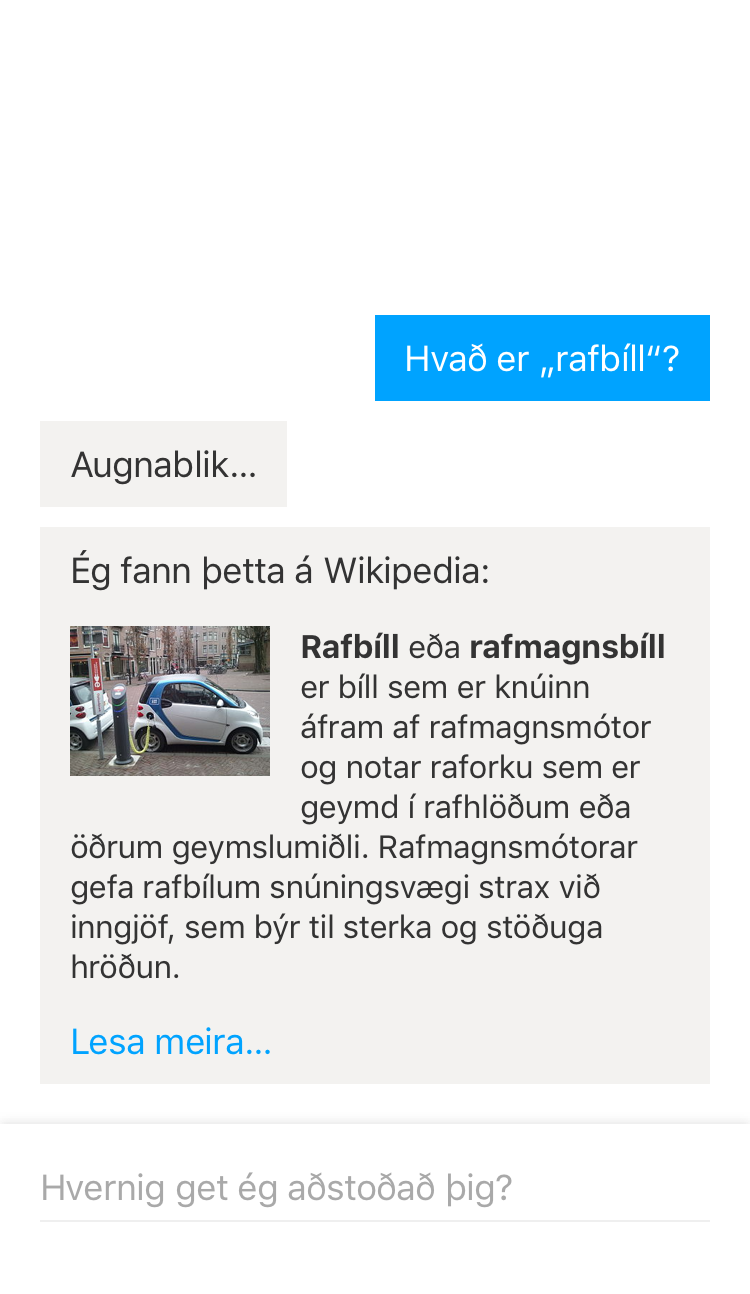 Hvað er „rafbíll“?
Augnablik...
Ég fann þetta á Wikipedia:
Rafbíll eða rafmagnsbíll
er bíll sem er knúinn
áfram af rafmagnsmótor
og notar raforku sem er
geymd í rafhlöðum eða
öðrum geymslumiðli. Rafmagnsmótorar
gefa rafbílum snúningsvægi strax við
inngjöf, sem býr til sterka og stöðuga
hröðun.
Lesa meira...
Hvernig get ég aðstoðað þig?